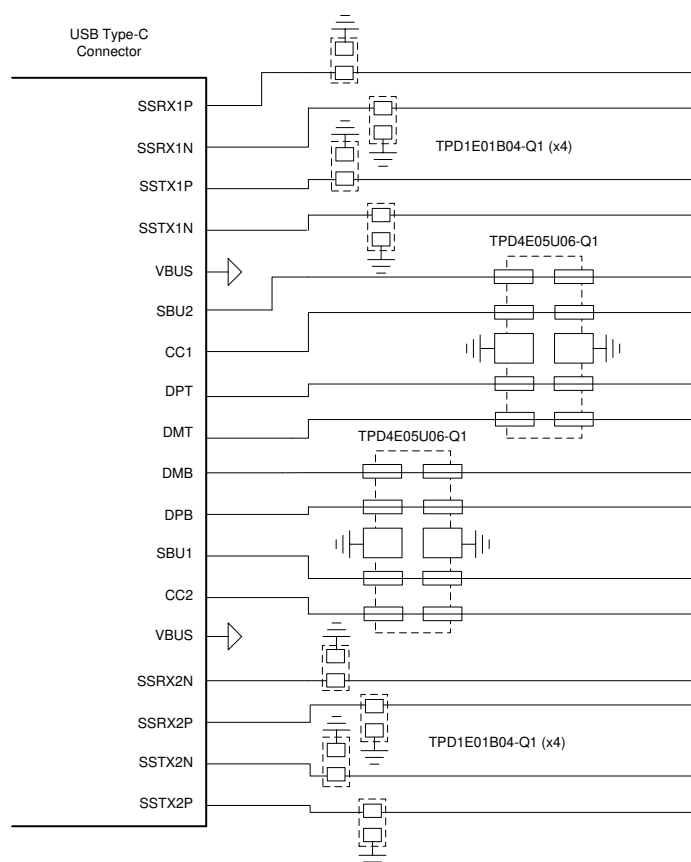 USB Type-C
Connector
SSRX1P
SSRX1N
TPD1E01B04-Q1 (x4)
SSTX1P
SSTX1N
TPD4E05U06-Q1
VBUS
SBU2
CC1
DPT
DMT
TPD4E05U06-Q1
DMB
DPB
SBU1
CC2
VBUS
SSRX2N
SSRX2P
TPD1E01B04-Q1 (x4)
SSTX2N
SSTX2P